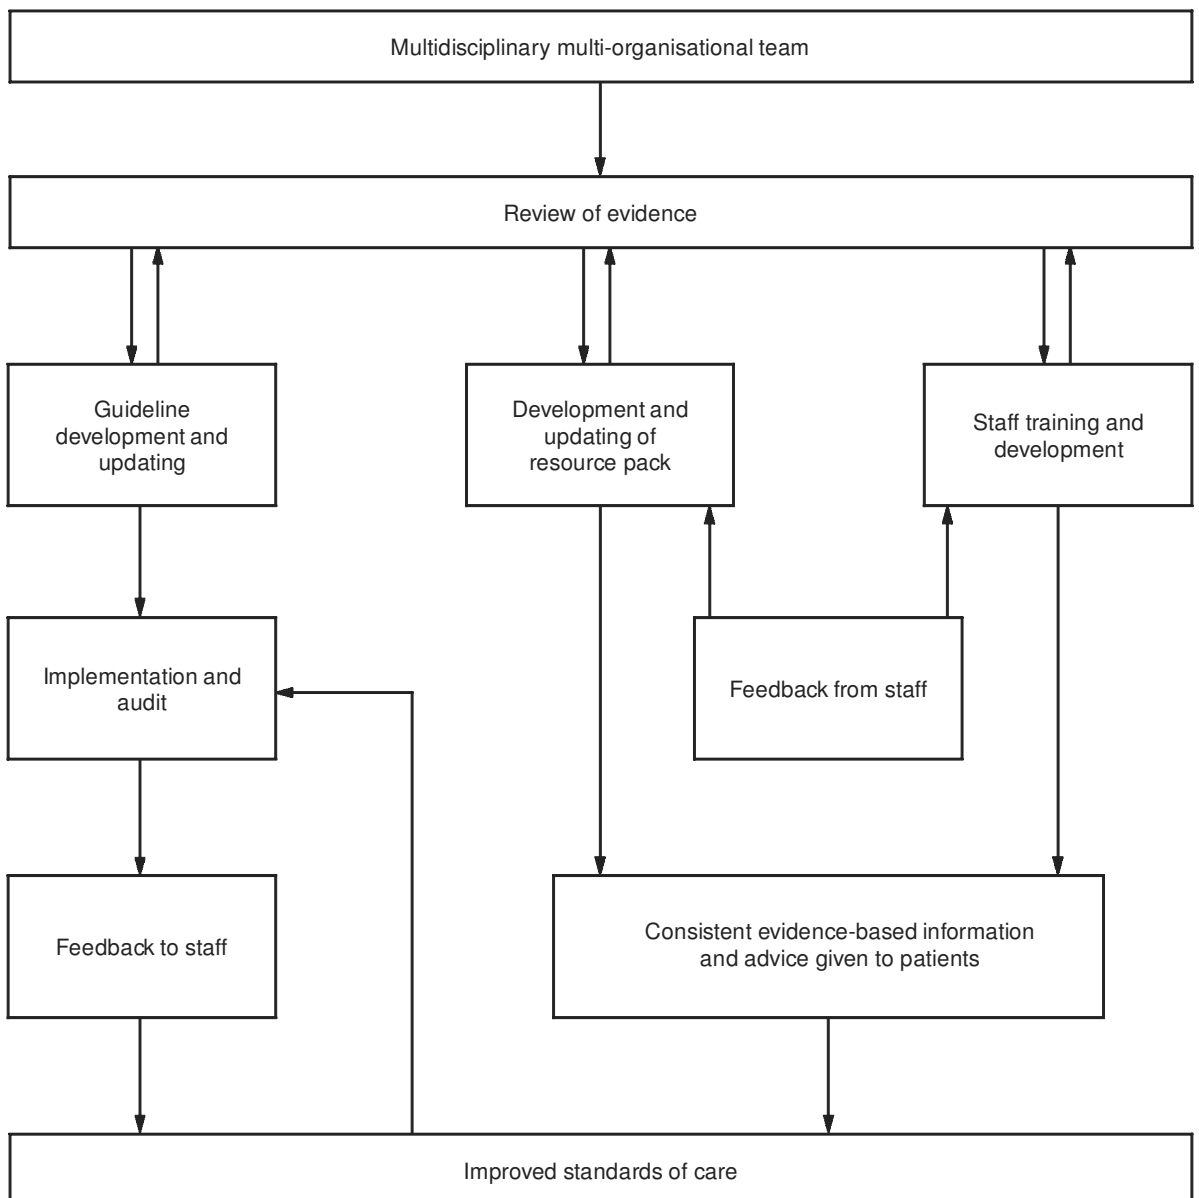 Multidisciplinary multi-organisational team
Review of evidence
Guideline
development and
updating
Development and
updating of
resource pack
Staff training and
development
Implementation and
audit
Feedback from staff
Feedback to staff
Consistent evidence-based information
and advice given to patients
Improved standards of care